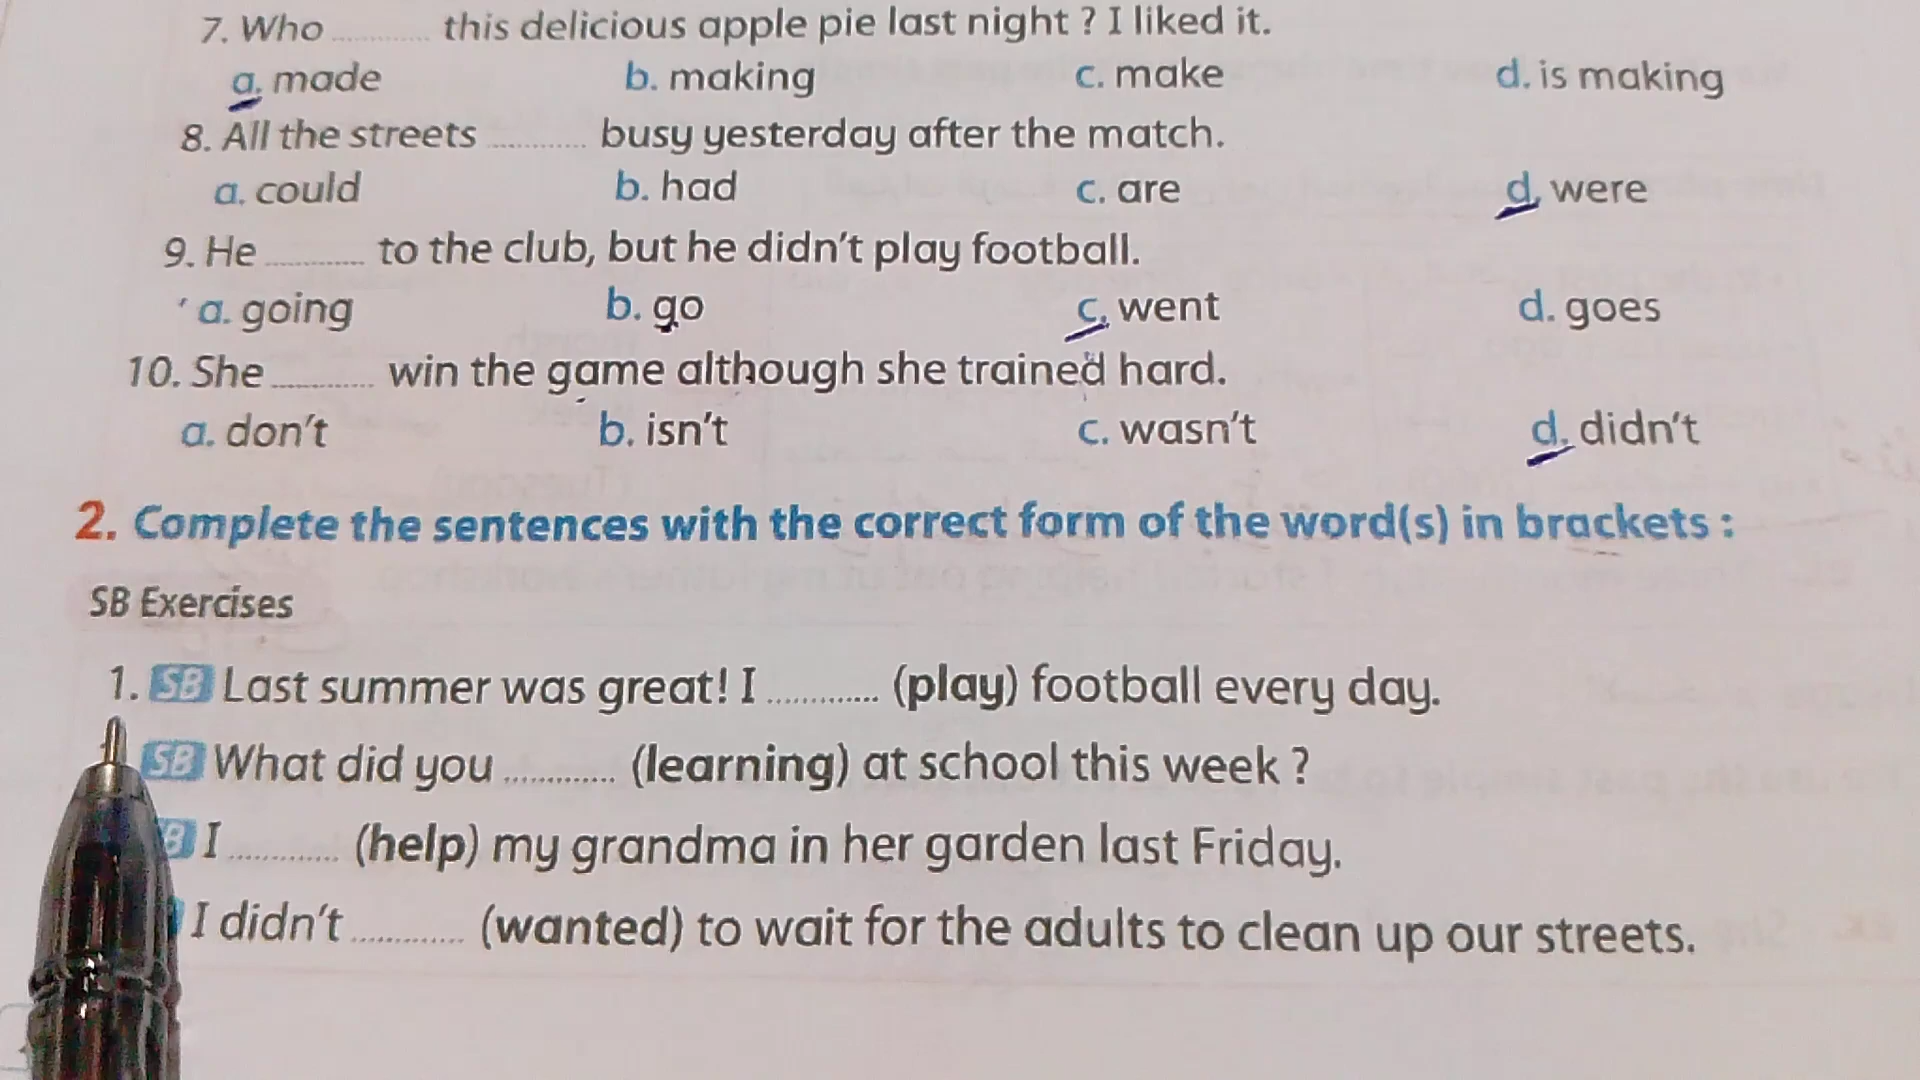 7. Who ............ this delicious apple pie last night ? I liked it.
a. made b. making c. make d. is making
8. All the streets ............ busy yesterday after the match.
a. could b. had c. are d. were
9. He ............ to the club, but he didn't play football.
a. going b. go c. went d. goes
10. She ............ win the game although she trained hard.
a. don't b. isn't c. wasn't d. didn't
2. Complete the sentences with the correct form of the word(s) in brackets :
SB Exercises
1. SB Last summer was great! I ............ (play) football every day.
SB What did you ............ (learning) at school this week ?
B I ............ (help) my grandma in her garden last Friday.
I didn't ............ (wanted) to wait for the adults to clean up our streets.